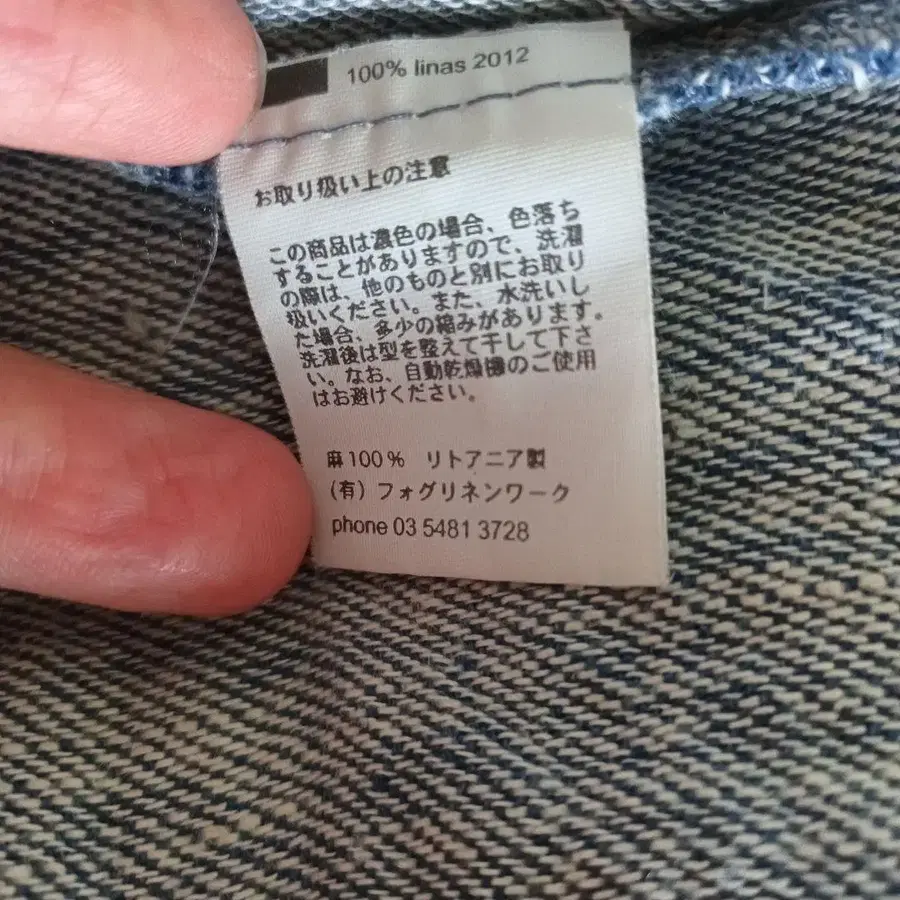 100% linas 2012
お取り扱い上の注意
この商品は濃色の場合、色落ち
することがありますので、洗濯
の際は、他のものと別にお取り
扱いください。また、水洗いし
た場合、多少の縮みがあります。
洗濯後は型を整えて干して下さ
い。なお、自動乾燥機のご使用
はお避けください。
麻100% リトアニア製
(有)フォグリネンワーク
phone 03 5481 3728